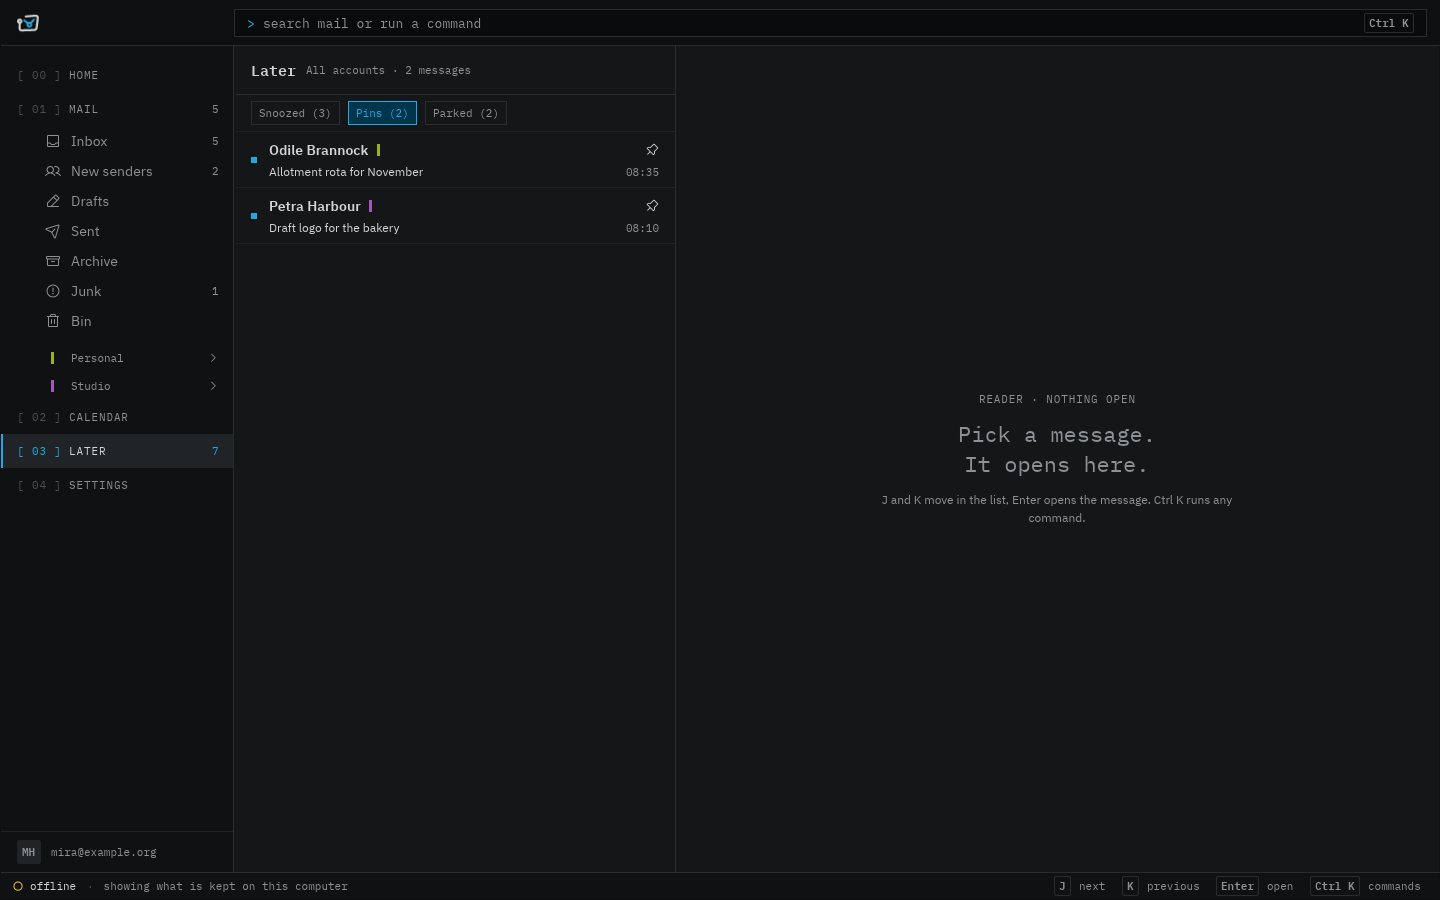 > search mail or run a command Ctrl K
[ 00 ] HOME
[ 01 ] MAIL 5
Inbox 5
New senders 2
Drafts
Sent
Archive
Junk 1
Bin
Personal
Studio
[ 02 ] CALENDAR
[ 03 ] LATER 7
[ 04 ] SETTINGS
MH mira@example.org
Later All accounts · 2 messages
Snoozed (3) Pins (2) Parked (2)
Odile Brannock
Allotment rota for November 08:35
Petra Harbour
Draft logo for the bakery 08:10
READER · NOTHING OPEN
Pick a message.
It opens here.
J and K move in the list, Enter opens the message. Ctrl K runs any
command.
offline · showing what is kept on this computer
J next K previous Enter open Ctrl K commands